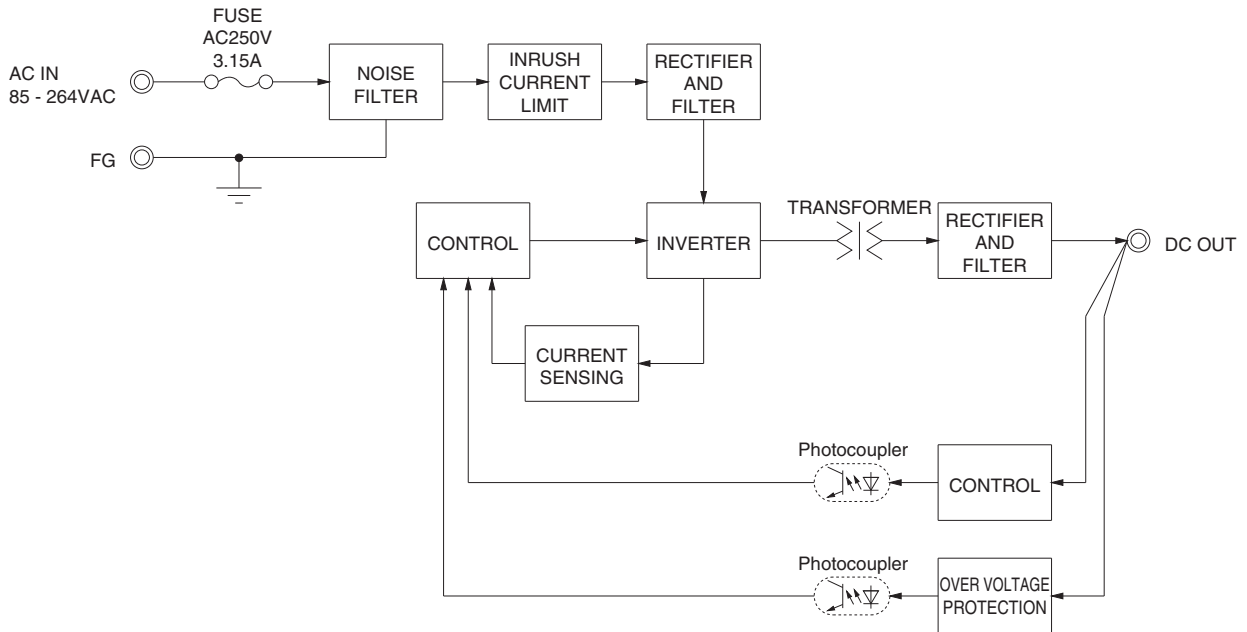 FUSE
AC250V
3.15A
AC IN
85 - 264VAC
NOISE
FILTER
INRUSH
CURRENT
LIMIT
RECTIFIER
AND
FILTER
FG
CONTROL
INVERTER
TRANSFORMER
RECTIFIER
AND
FILTER
DC OUT
CURRENT
SENSING
Photocoupler
CONTROL
Photocoupler
OVER VOLTAGE
PROTECTION